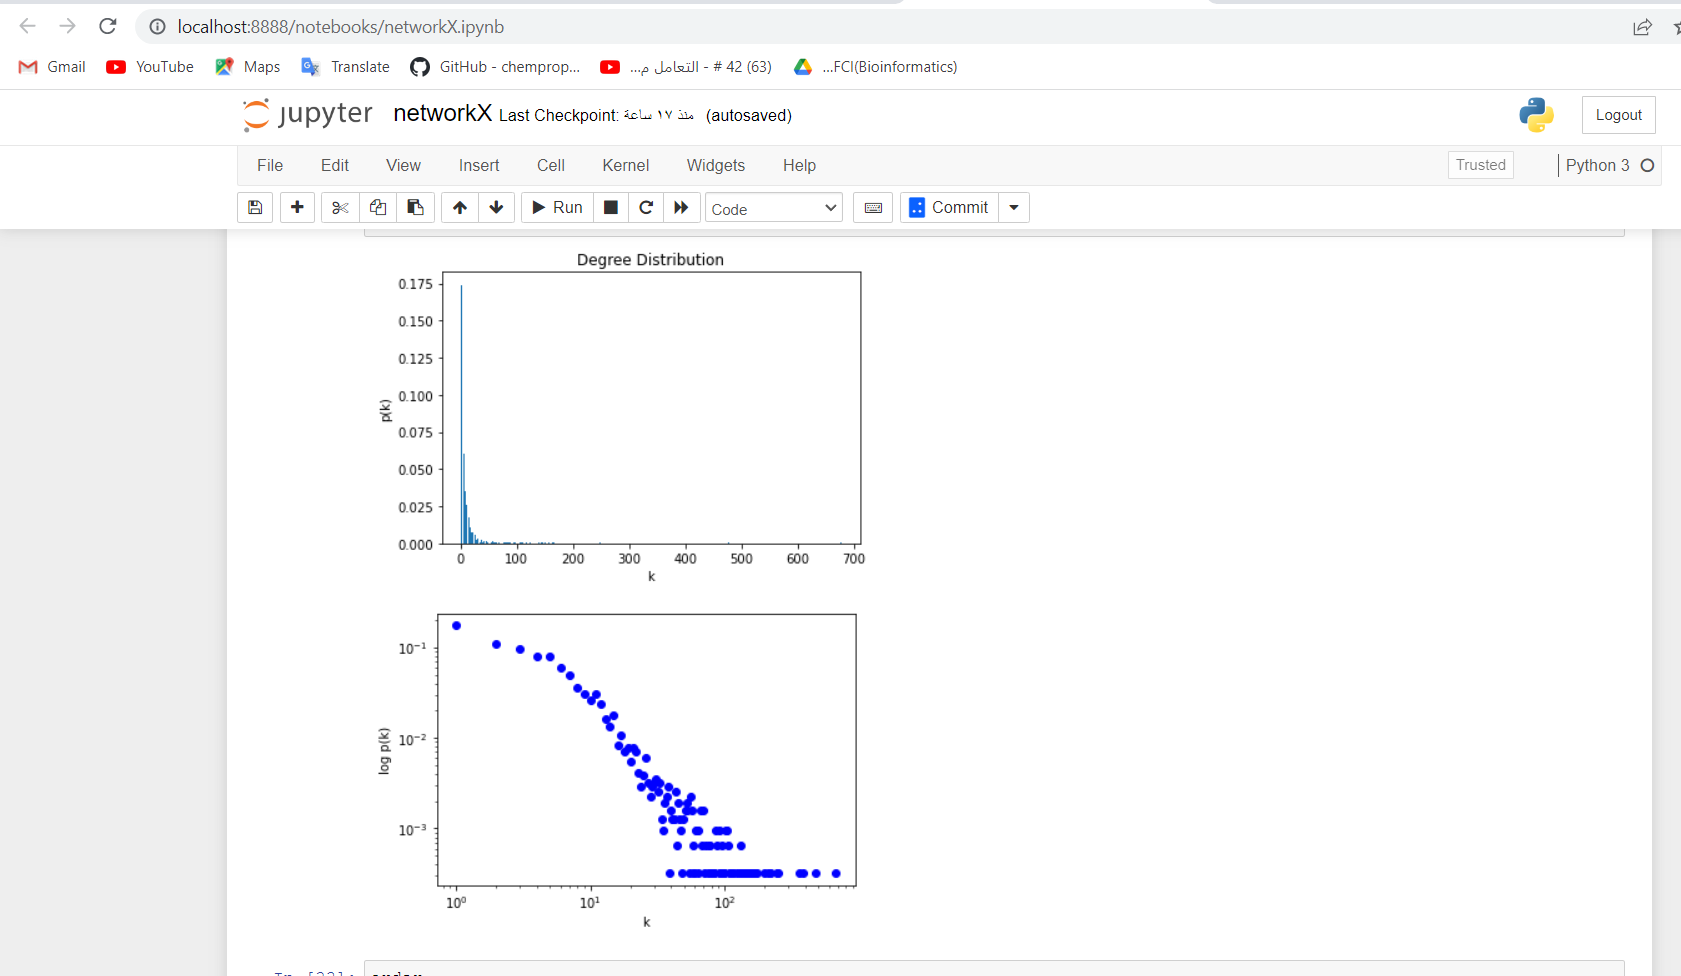 localhost:8888/notebooks/networkX.ipynb
Gmail YouTube Maps Translate GitHub - chemprop... ...التعامل م - # 42 (63) ...FCI(Bioinformatics)
jupyter networkX Last Checkpoint: منذ ١٧ ساعة (autosaved) Logout
File Edit View Insert Cell Kernel Widgets Help Trusted Python 3
Run Code Commit
Degree Distribution
0.175
0.150
0.125
0.100
0.075
0.050
0.025
0.000
p(k)
0 100 200 300 400 500 600 700
k
10⁻¹
10⁻²
10⁻³
log p(k)
10⁰ 10¹ 10²
k